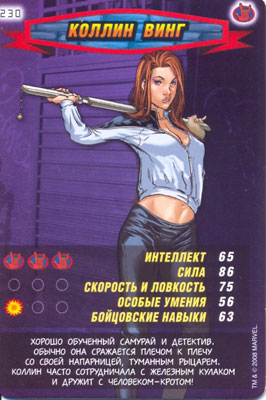 230
КОЛЛИН ВИНГ
ИНТЕЛЛЕКТ 65
СИЛА 86
СКОРОСТЬ И ЛОВКОСТЬ 75
ОСОБЫЕ УМЕНИЯ 56
БОЙЦОВСКИЕ НАВЫКИ 63
ХОРОШО ОБУЧЕННЫЙ САМУРАЙ И ДЕТЕКТИВ.
ОБЫЧНО ОНА СРАЖАЕТСЯ ПЛЕЧОМ К ПЛЕЧУ
СО СВОЕЙ НАПАРНИЦЕЙ, ТУМАННЫМ РЫЦАРЕМ.
КОЛЛИН ЧАСТО СОТРУДНИЧАЛА С ЖЕЛЕЗНЫМ КУЛАКОМ
И ДРУЖИТ С ЧЕЛОВЕКОМ-КРОТОМ!
TM & © 2008 MARVEL